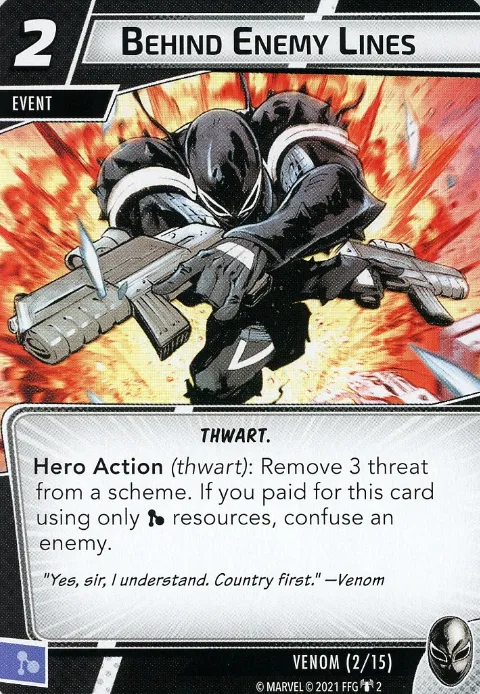 2
BEHIND ENEMY LINES
EVENT
THWART.
Hero Action (thwart): Remove 3 threat
from a scheme. If you paid for this card
using only resources, confuse an
enemy.
"Yes, sir, I understand. Country first." —Venom
VENOM (2/15)
© MARVEL © 2021 FFG 2